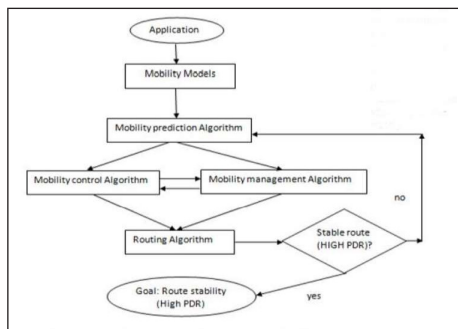 Application
Mobility Models
Mobility prediction Algorithm
Mobility control Algorithm
Mobility management Algorithm
no
Routing Algorithm
Stable route
(HIGH PDR)?
Goal: Route stability
(High PDR)
yes